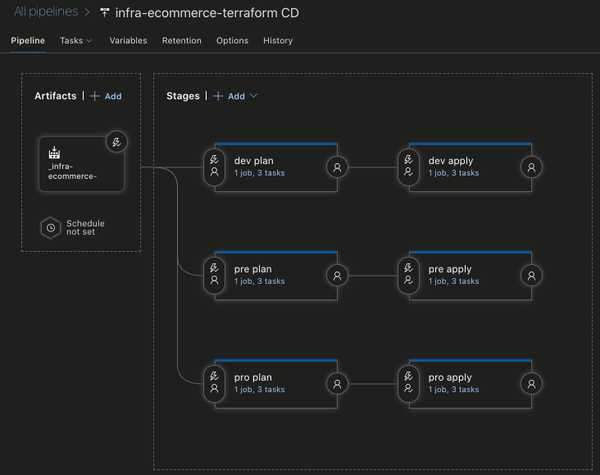 All pipelines > infra-ecommerce-terraform CD
Pipeline Tasks Variables Retention Options History
Artifacts | + Add
Stages | + Add
_infra-
ecommerce-
Schedule
not set
dev plan
1 job, 3 tasks
dev apply
1 job, 3 tasks
pre plan
1 job, 3 tasks
pre apply
1 job, 3 tasks
pro plan
1 job, 3 tasks
pro apply
1 job, 3 tasks